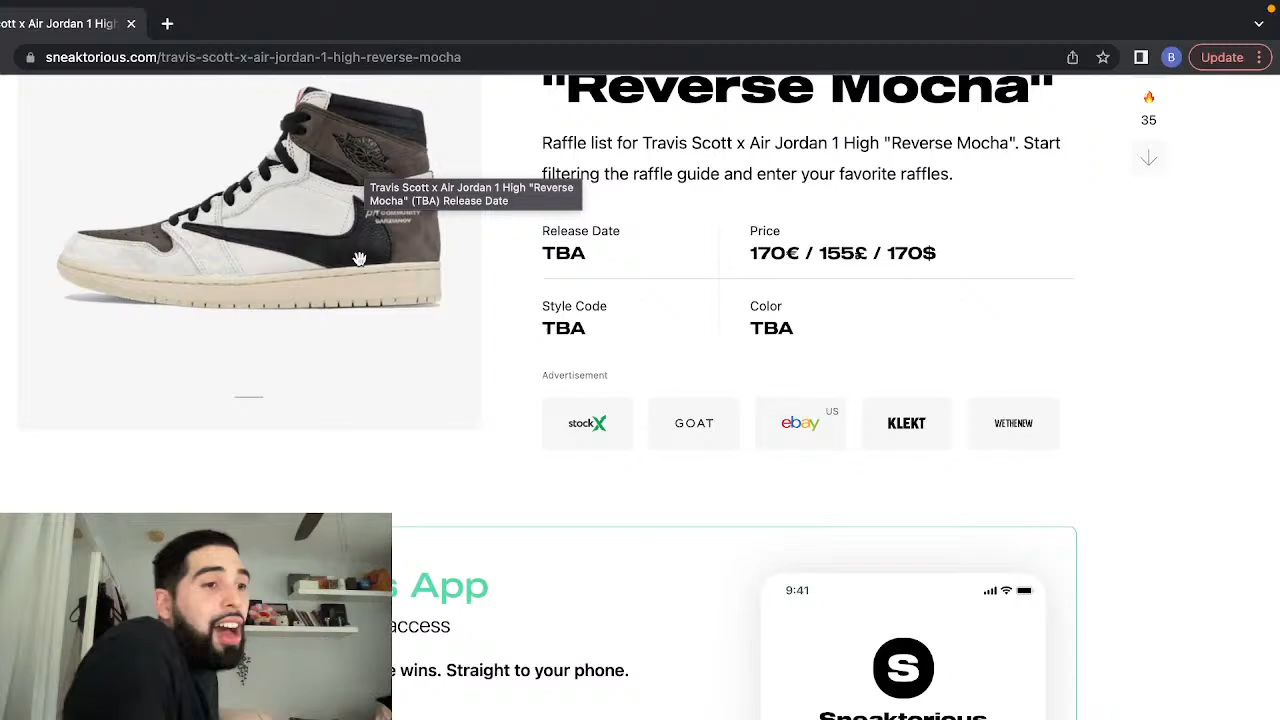 ott x Air Jordan 1 High
sneaktorious.com/travis-scott-x-air-jordan-1-high-reverse-mocha
B
Update
"Reverse Mocha"
35
Raffle list for Travis Scott x Air Jordan 1 High "Reverse Mocha". Start
filtering the raffle guide and enter your favorite raffles.
Travis Scott x Air Jordan 1 High "Reverse
Mocha" (TBA) Release Date
COMMUNITY
Release Date
TBA
Price
170€ / 155£ / 170$
Style Code
TBA
Color
TBA
Advertisement
stockX
GOAT
ebay
US
KLEKT
WETHENEW
s App
access
e wins. Straight to your phone.
9:41
S
Sneaktorious